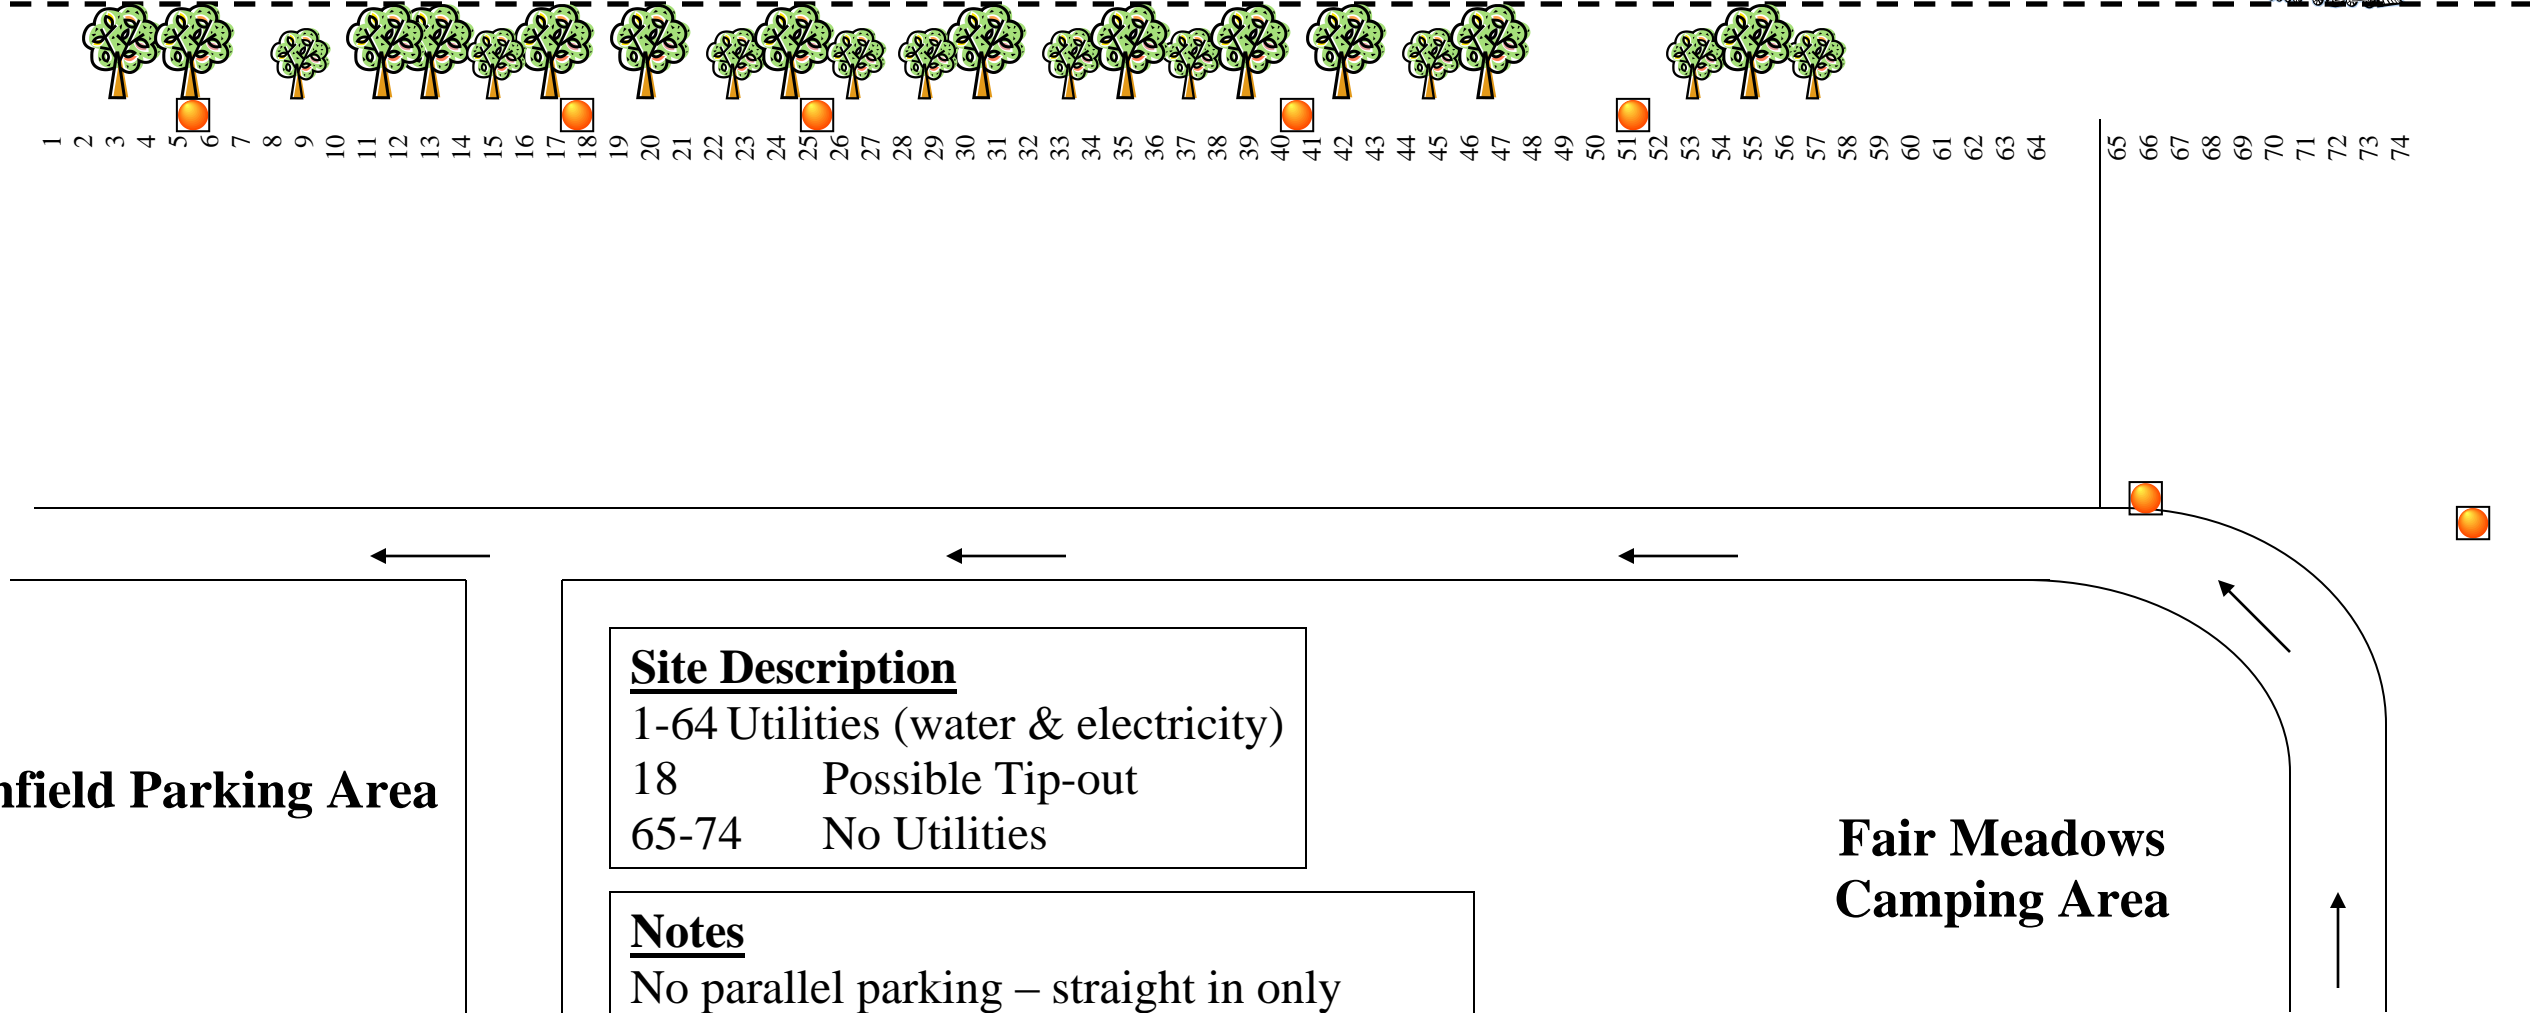 1 2 3 4 5 6 7 8 9 10 11 12 13 14 15 16 17 18 19 20 21 22 23 24 25 26 27 28 29 30 31 32 33 34 35 36 37 38 39 40 41 42 43 44 45 46 47 48 49 50 51 52 53 54 55 56 57 58 59 60 61 62 63 64 65 66 67 68 69 70 71 72 73 74
Site Description
1-64 Utilities (water & electricity)
18 Possible Tip-out
65-74 No Utilities
nfield Parking Area
Fair Meadows
Camping Area
Notes
No parallel parking – straight in only